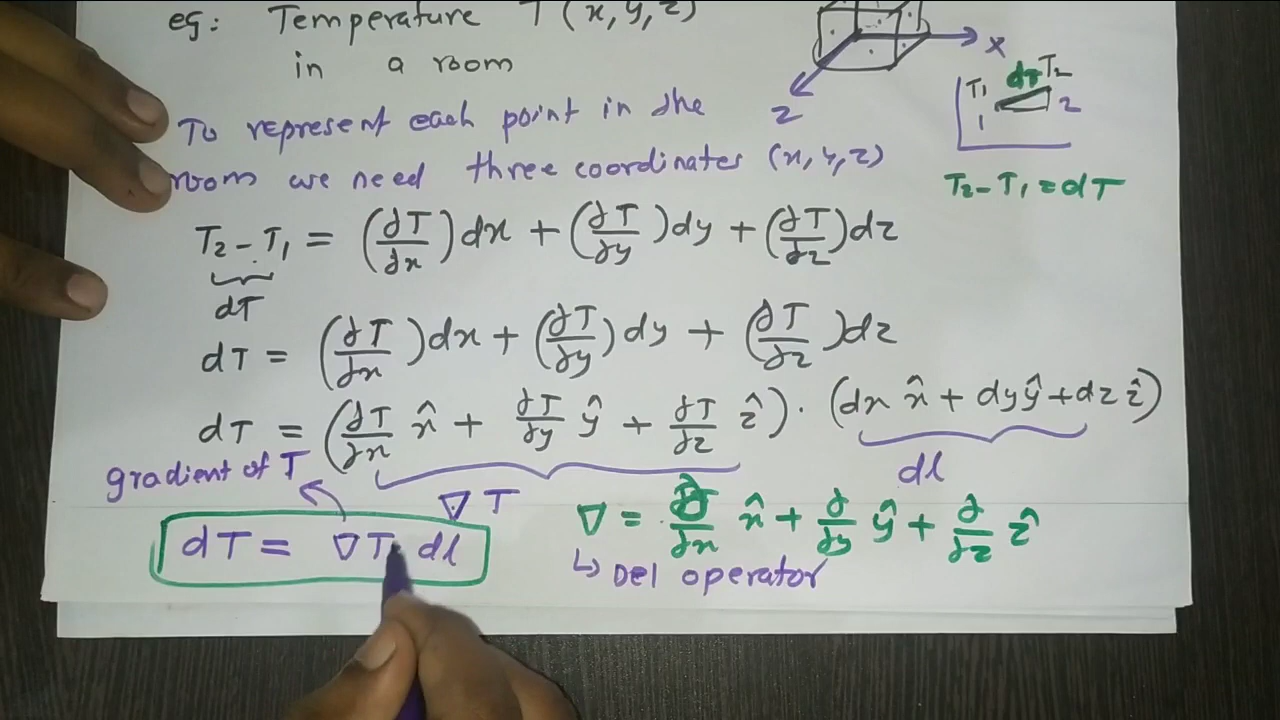 eg: Temperature T(x,y,z)
in a room
x
z
T₁ dT T₂
1 2
T₂-T₁ = dT
To represent each point in the
room we need three coordinates (x,y,z)
T₂ - T₁ = (∂T/∂x)dx + (∂T/∂y)dy + (∂T/∂z)dz
dT
dT = (∂T/∂x)dx + (∂T/∂y)dy + (∂T/∂z)dz
dT = (∂T/∂x x̂ + ∂T/∂y ŷ + ∂T/∂z ẑ) · (dx x̂ + dy ŷ + dz ẑ)
gradient of T
∇T
dl
dT = ∇T dl
∇ = ∂/∂x x̂ + ∂/∂y ŷ + ∂/∂z ẑ
↳ Del operator